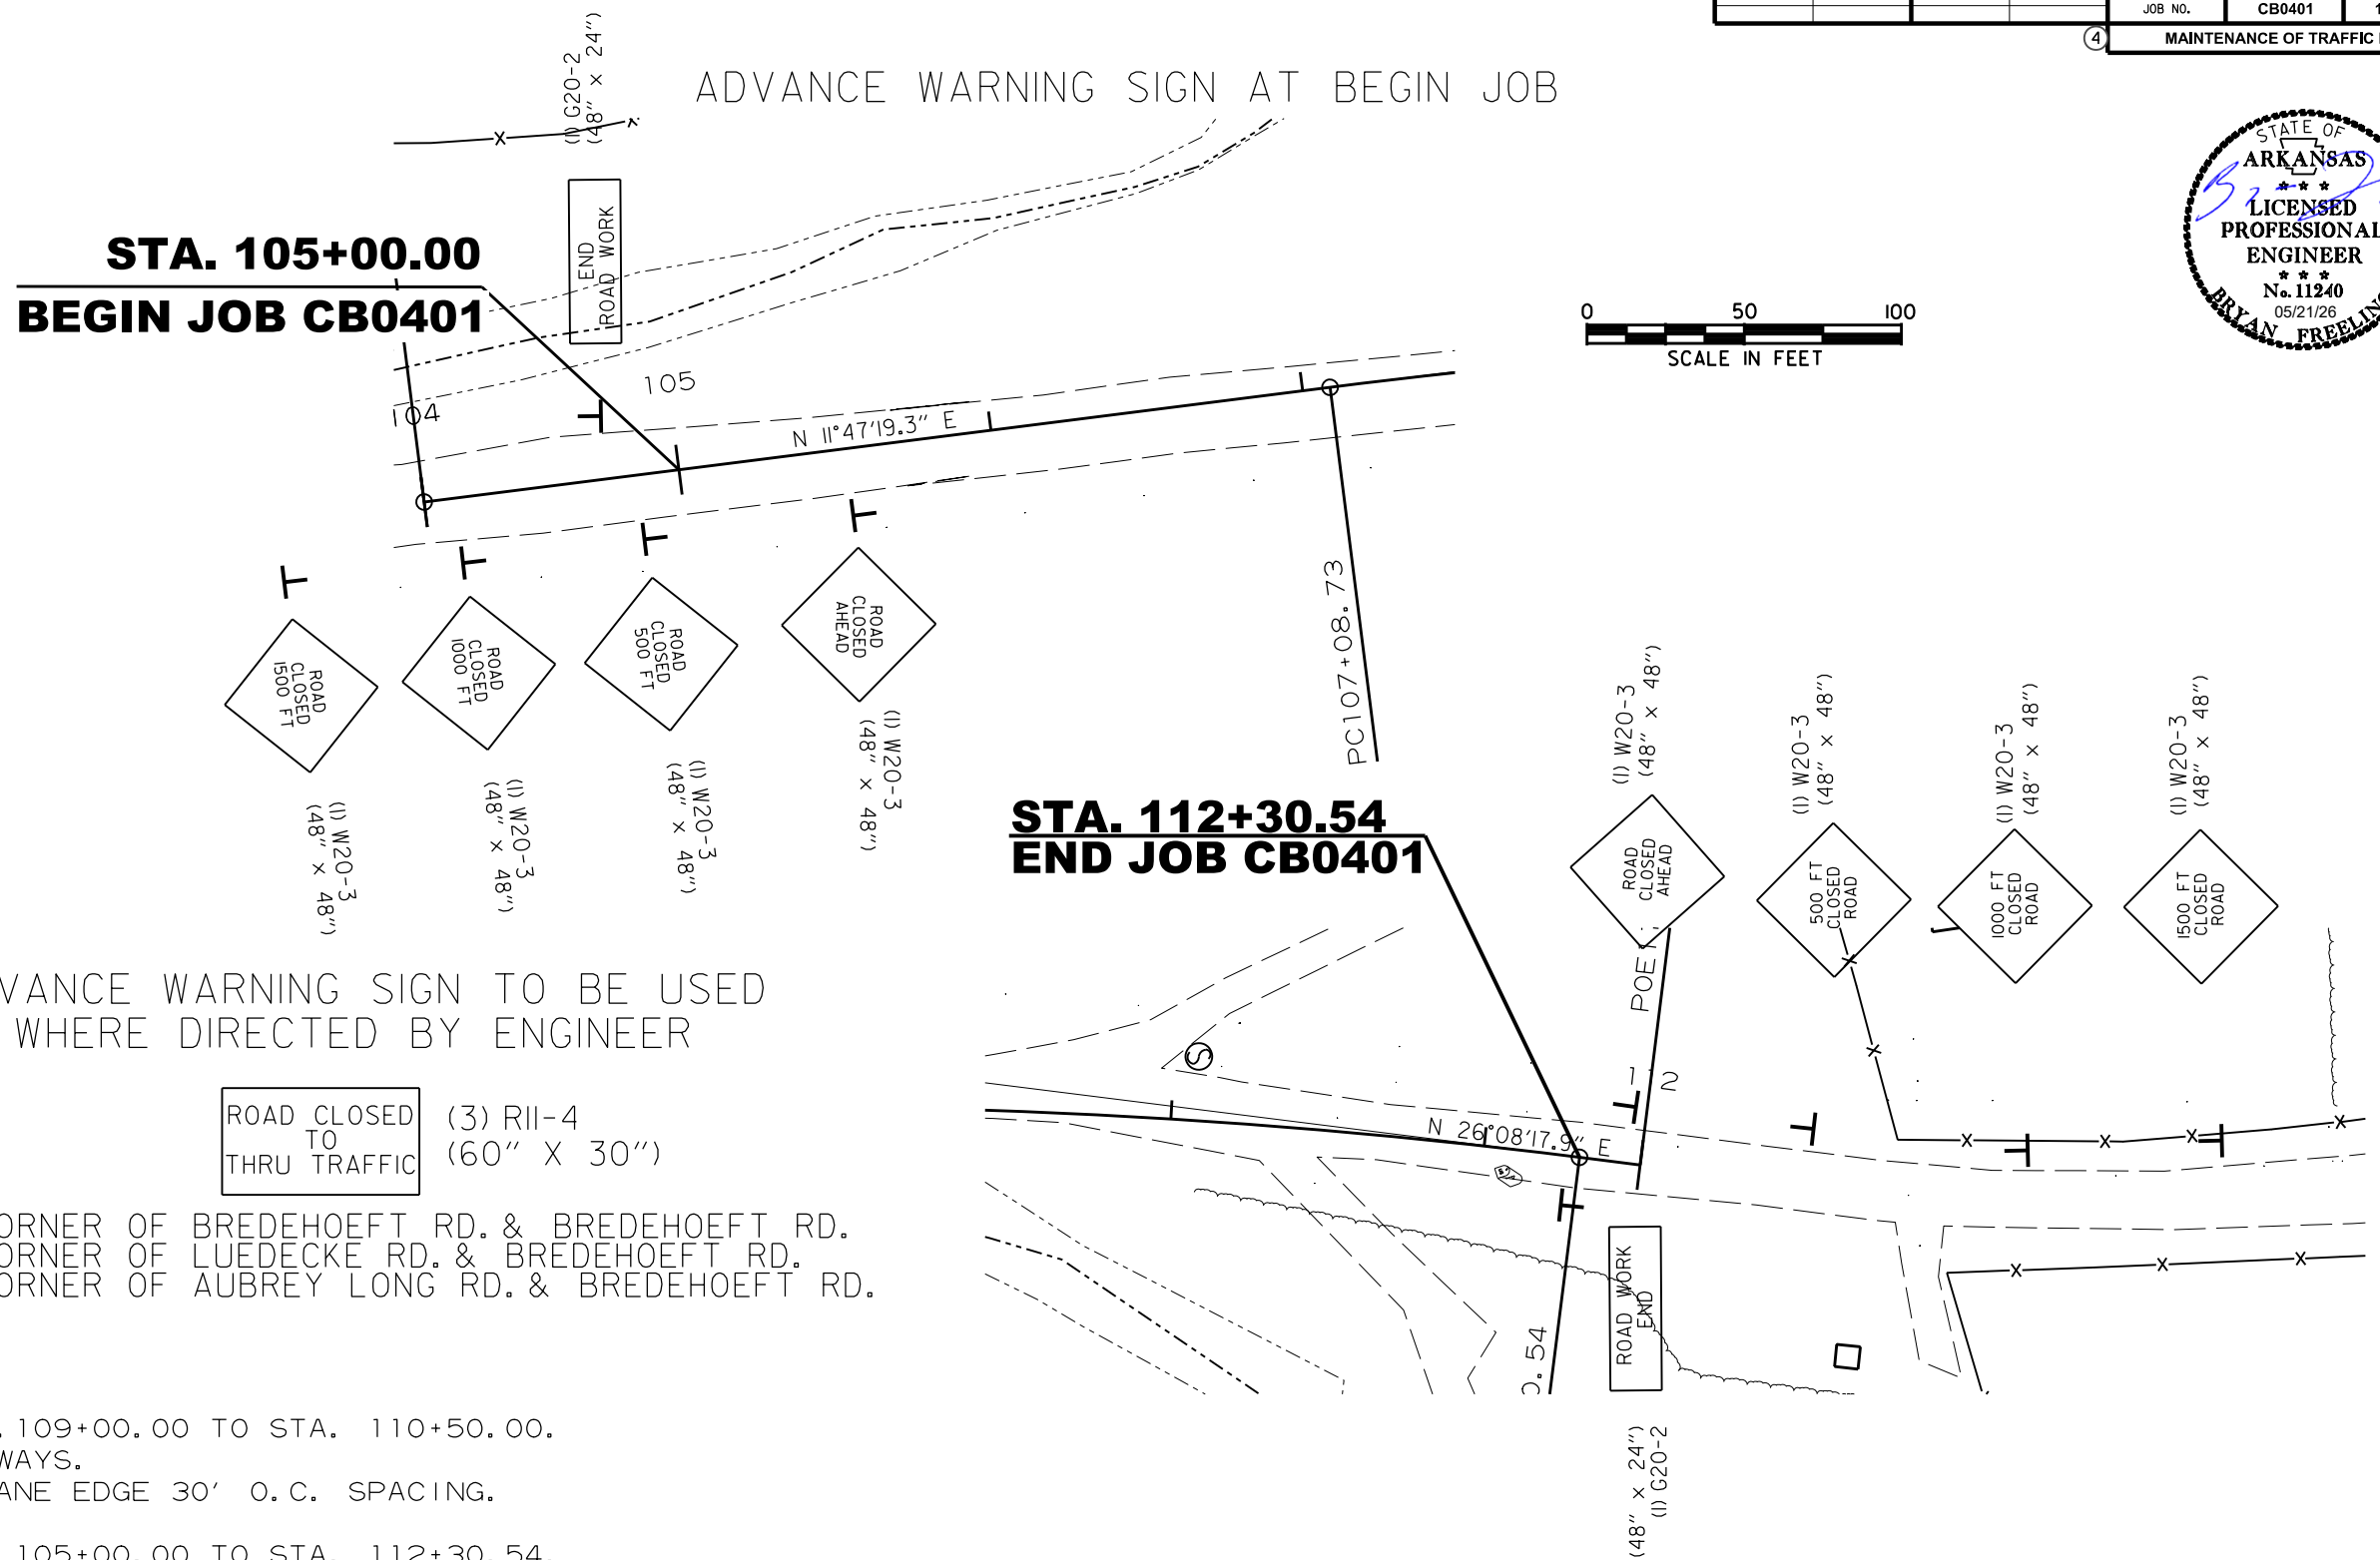 JOB NO.
CB0401
4
MAINTENANCE OF TRAFFIC
ADVANCE WARNING SIGN AT BEGIN JOB
(1) G20-2
(48" x 24")
END
ROAD WORK
STATE OF
ARKANSAS
* * *
LICENSED
PROFESSIONAL
ENGINEER
* * *
No. 11240
05/21/26
BRYAN FREELING
STA. 105+00.00
BEGIN JOB CB0401
0 50 100
SCALE IN FEET
104
105
N 11°47'19.3" E
PC107+08.73
ROAD
CLOSED
1500 FT
(1) W20-3
(48" x 48")
ROAD
CLOSED
1000 FT
(1) W20-3
(48" x 48")
ROAD
CLOSED
500 FT
(1) W20-3
(48" x 48")
ROAD
CLOSED
AHEAD
(1) W20-3
(48" x 48")
STA. 112+30.54
END JOB CB0401
(1) W20-3
(48" x 48")
ROAD
CLOSED
AHEAD
(1) W20-3
(48" x 48")
500 FT
CLOSED
ROAD
(1) W20-3
(48" x 48")
1000 FT
CLOSED
ROAD
(1) W20-3
(48" x 48")
1500 FT
CLOSED
ROAD
POE
112
N 26°08'17.9" E
S
0.54
ROAD WORK
END
(48" x 24")
(1) G20-2
VANCE WARNING SIGN TO BE USED
WHERE DIRECTED BY ENGINEER
ROAD CLOSED
TO
THRU TRAFFIC
(3) R11-4
(60" X 30")
ORNER OF BREDEHOEFT RD. & BREDEHOEFT RD.
ORNER OF LUEDECKE RD. & BREDEHOEFT RD.
ORNER OF AUBREY LONG RD. & BREDEHOEFT RD.
. 109+00.00 TO STA. 110+50.00.
WAYS.
ANE EDGE 30' O.C. SPACING.
105+00.00 TO STA. 112+30.54.